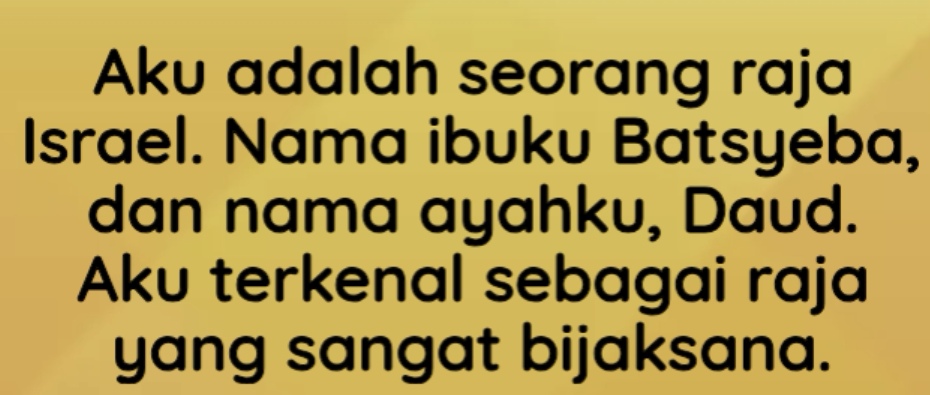 Aku adalah seorang raja
Israel. Nama ibuku Batsyeba,
dan nama ayahku, Daud.
Aku terkenal sebagai raja
yang sangat bijaksana.